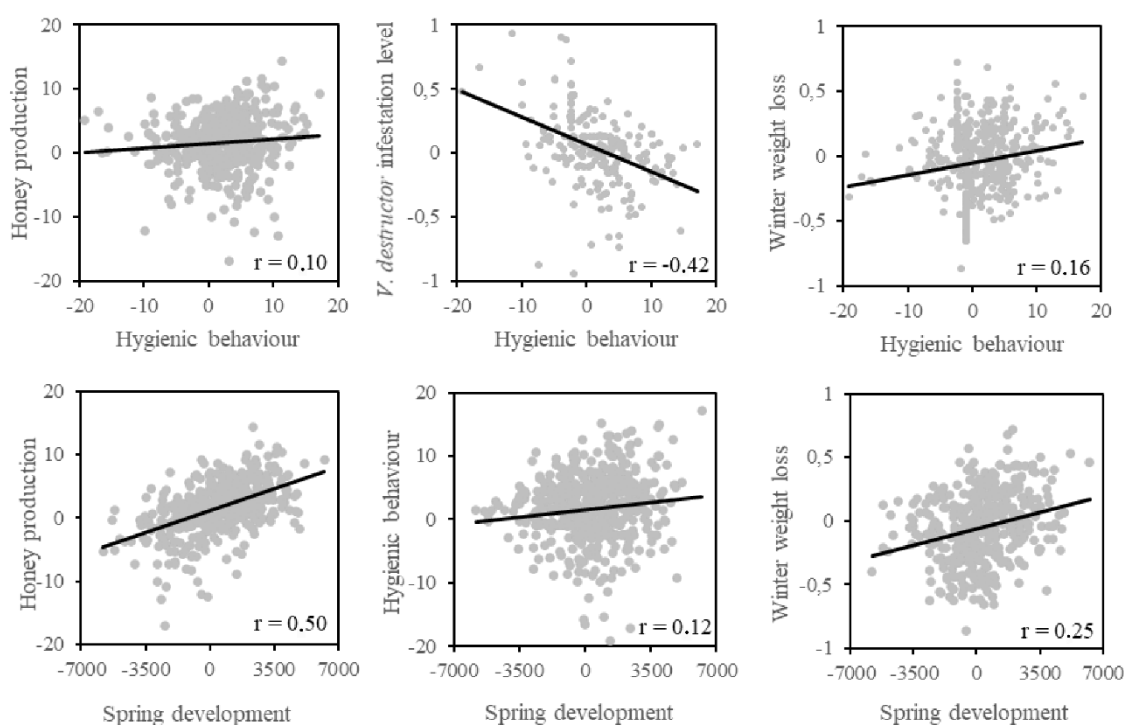 Honey production
20
10
0
-10
-20
r = 0.10
-20 -10 0 10 20
Hygienic behaviour
V. destructor infestation level
1
0,5
0
-0,5
-1
r = -0.42
-20 -10 0 10 20
Hygienic behaviour
Winter weight loss
1
0,5
0
-0,5
-1
r = 0.16
-20 -10 0 10 20
Hygienic behaviour
Honey production
20
10
0
-10
-20
r = 0.50
-7000 -3500 0 3500 7000
Spring development
Hygienic behaviour
20
10
0
-10
-20
r = 0.12
-7000 -3500 0 3500 7000
Spring development
Winter weight loss
1
0,5
0
-0,5
-1
r = 0.25
-7000 -3500 0 3500 7000
Spring development